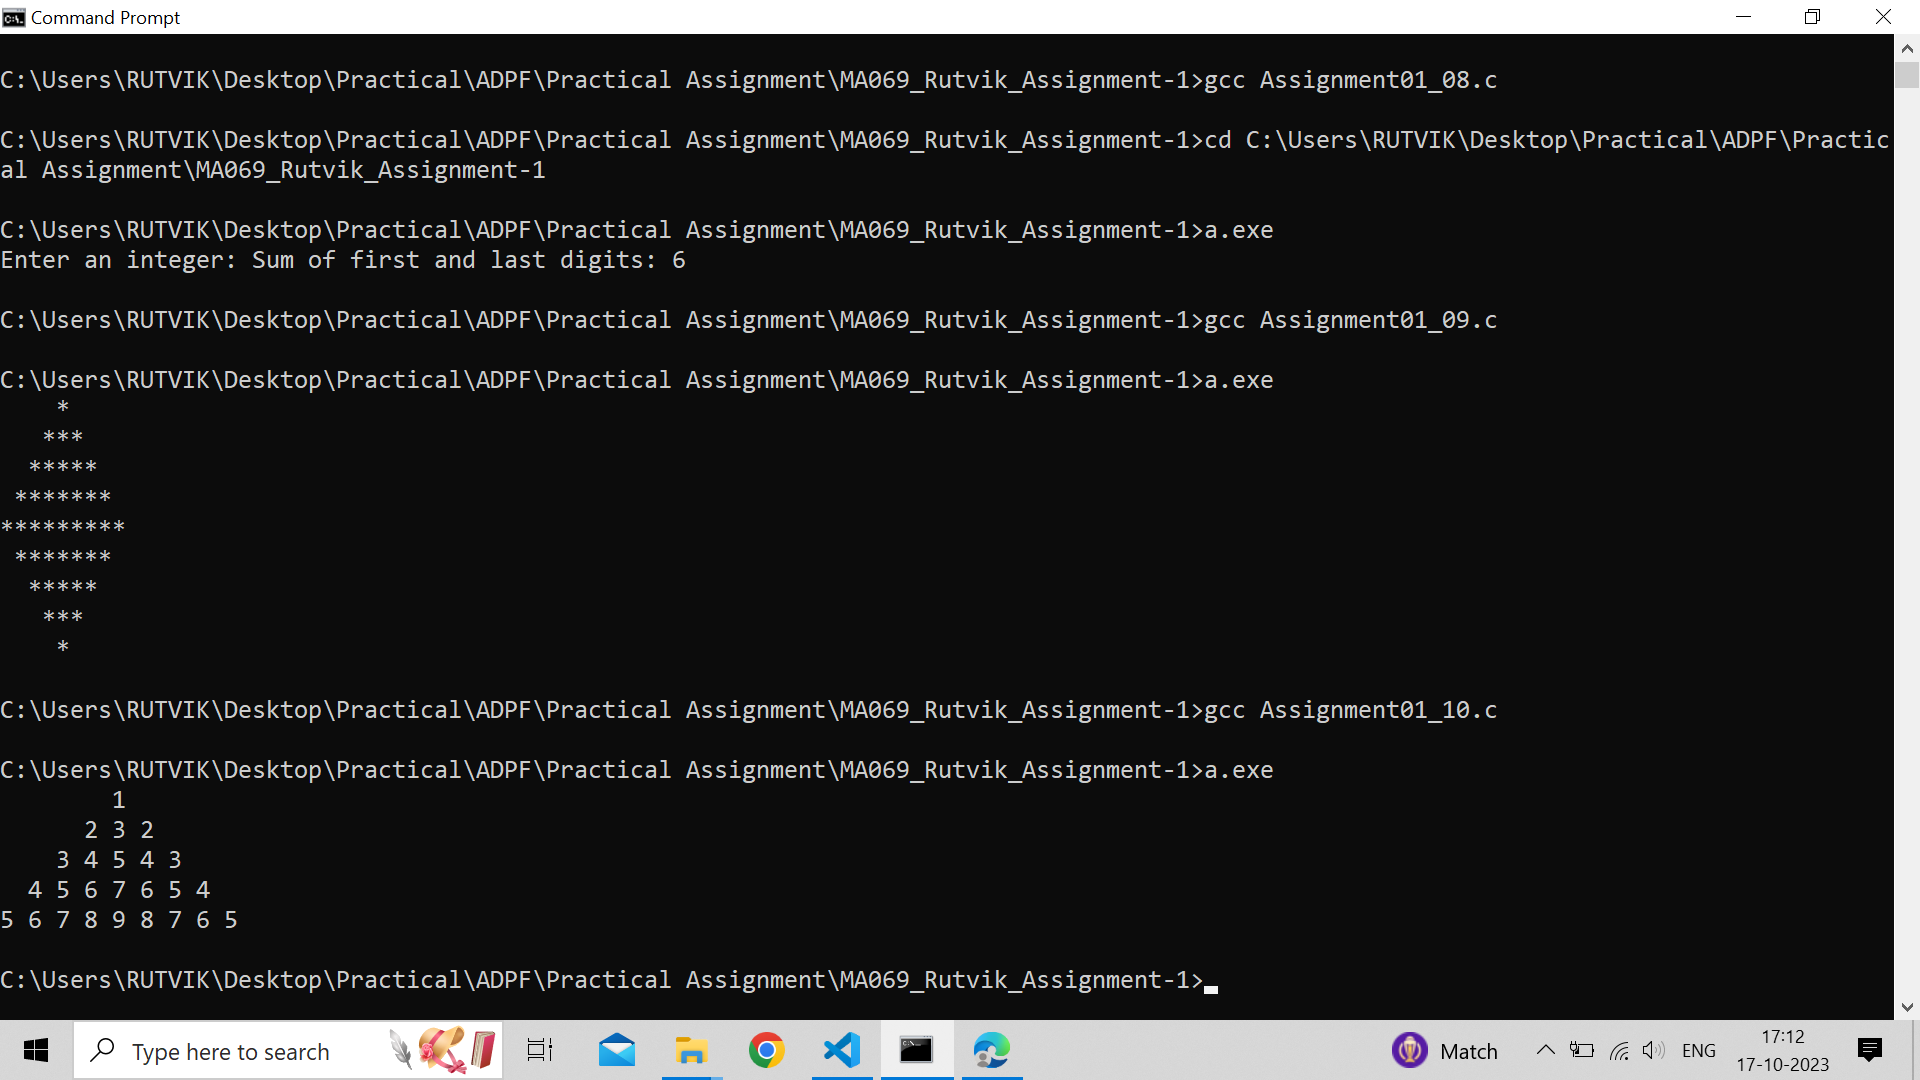 Command Prompt
C:\Users\RUTVIK\Desktop\Practical\ADPF\Practical Assignment\MA069_Rutvik_Assignment-1>gcc Assignment01_08.c
C:\Users\RUTVIK\Desktop\Practical\ADPF\Practical Assignment\MA069_Rutvik_Assignment-1>cd C:\Users\RUTVIK\Desktop\Practical\ADPF\Practic
al Assignment\MA069_Rutvik_Assignment-1
C:\Users\RUTVIK\Desktop\Practical\ADPF\Practical Assignment\MA069_Rutvik_Assignment-1>a.exe
Enter an integer: Sum of first and last digits: 6
C:\Users\RUTVIK\Desktop\Practical\ADPF\Practical Assignment\MA069_Rutvik_Assignment-1>gcc Assignment01_09.c
C:\Users\RUTVIK\Desktop\Practical\ADPF\Practical Assignment\MA069_Rutvik_Assignment-1>a.exe
    *
   ***
  *****
 *******
*********
 *******
  *****
   ***
    *
C:\Users\RUTVIK\Desktop\Practical\ADPF\Practical Assignment\MA069_Rutvik_Assignment-1>gcc Assignment01_10.c
C:\Users\RUTVIK\Desktop\Practical\ADPF\Practical Assignment\MA069_Rutvik_Assignment-1>a.exe
        1
      2 3 2
    3 4 5 4 3
  4 5 6 7 6 5 4
5 6 7 8 9 8 7 6 5
C:\Users\RUTVIK\Desktop\Practical\ADPF\Practical Assignment\MA069_Rutvik_Assignment-1>
Type here to search
Match
ENG
17:12
17-10-2023